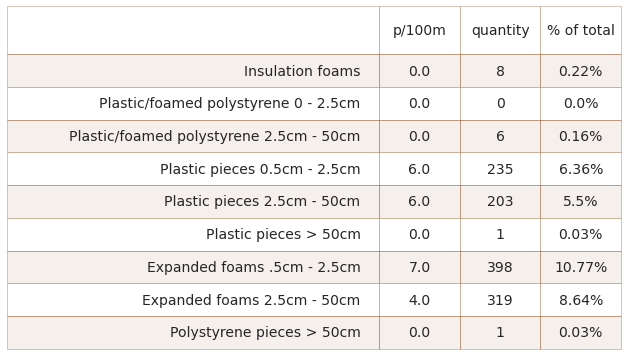 p/100m quantity % of total
Insulation foams 0.0 8 0.22%
Plastic/foamed polystyrene 0 - 2.5cm 0.0 0 0.0%
Plastic/foamed polystyrene 2.5cm - 50cm 0.0 6 0.16%
Plastic pieces 0.5cm - 2.5cm 6.0 235 6.36%
Plastic pieces 2.5cm - 50cm 6.0 203 5.5%
Plastic pieces > 50cm 0.0 1 0.03%
Expanded foams .5cm - 2.5cm 7.0 398 10.77%
Expanded foams 2.5cm - 50cm 4.0 319 8.64%
Polystyrene pieces > 50cm 0.0 1 0.03%